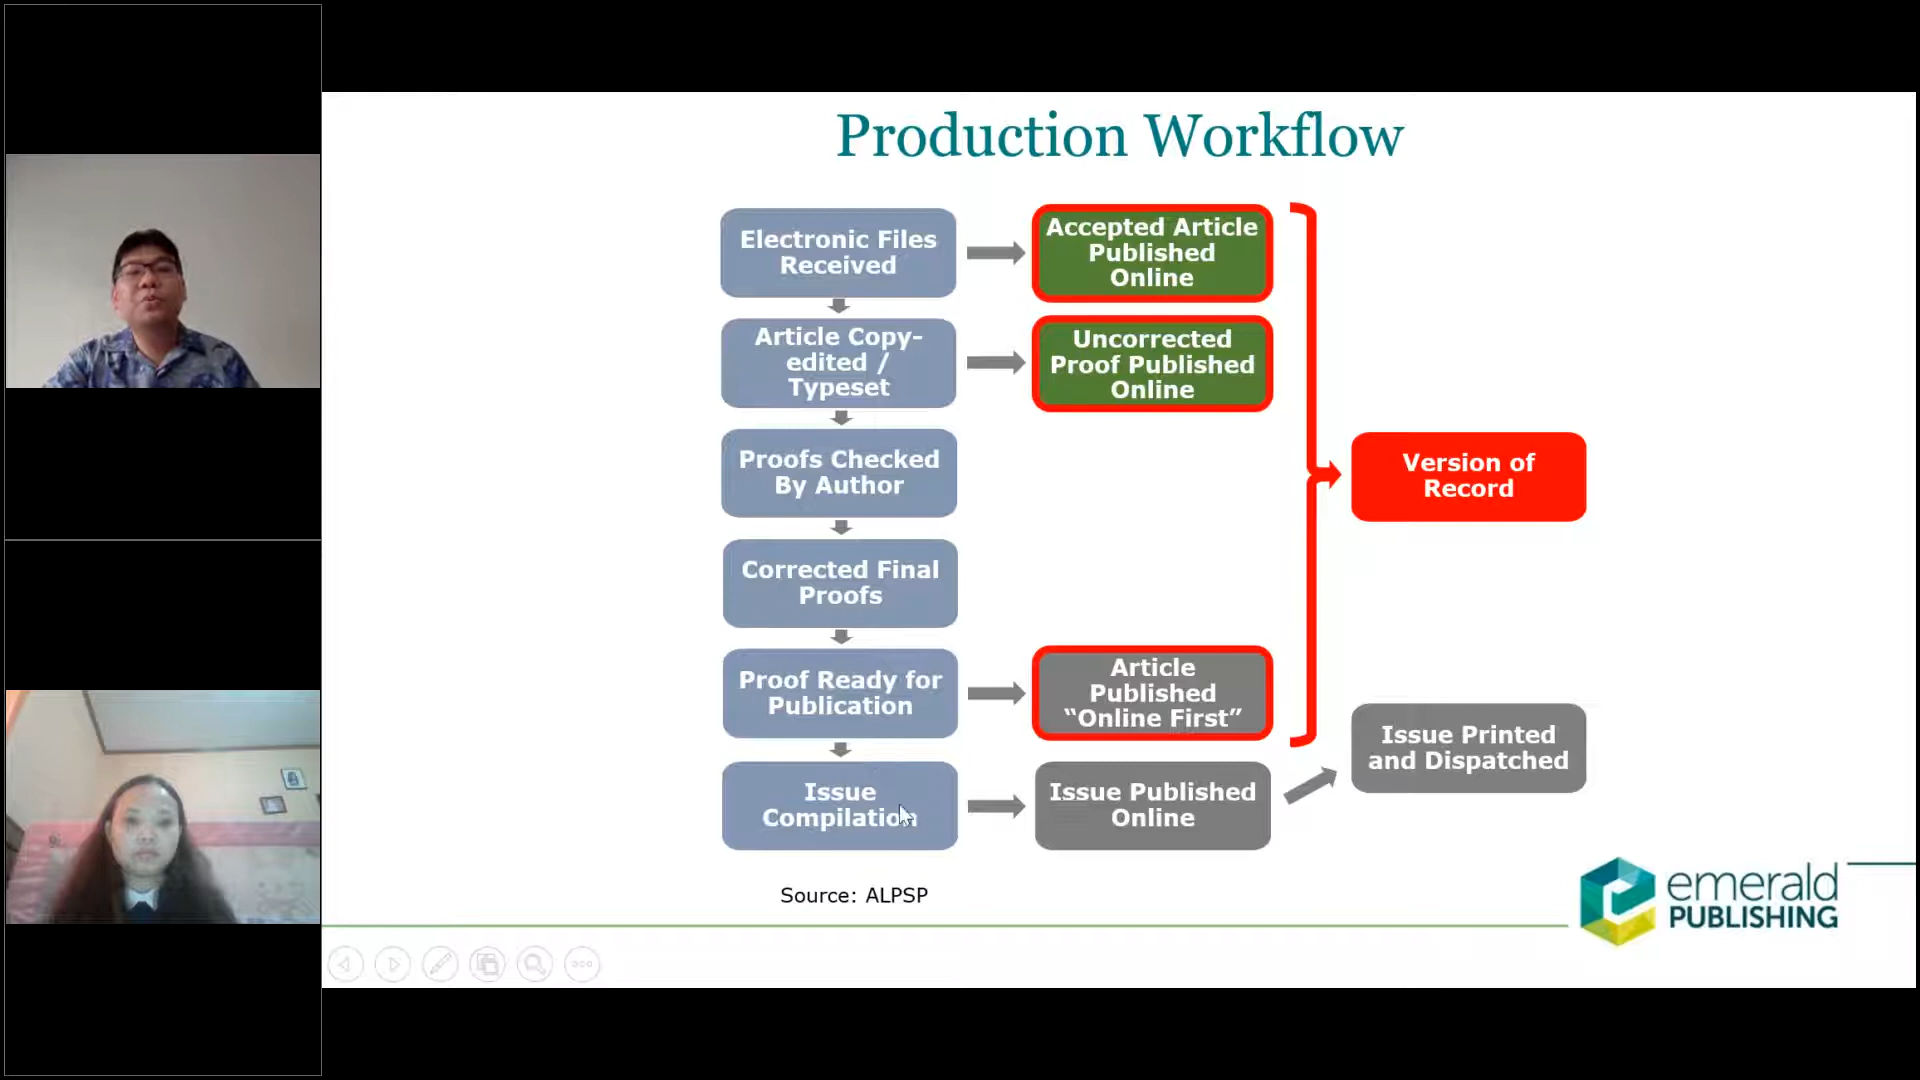 Production Workflow
Electronic Files
Received
Accepted Article
Published
Online
Article Copy-
edited /
Typeset
Uncorrected
Proof Published
Online
Proofs Checked
By Author
Version of
Record
Corrected Final
Proofs
Proof Ready for
Publication
Article
Published
“Online First”
Issue Printed
and Dispatched
Issue
Compilation
Issue Published
Online
Source: ALPSP
emerald
PUBLISHING